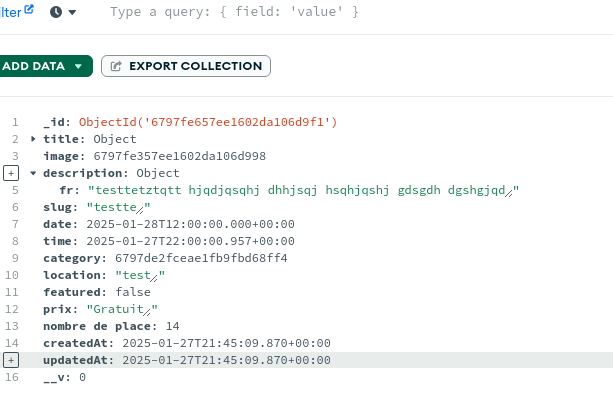 ilter
Type a query: { field: 'value' }
ADD DATA
EXPORT COLLECTION
1 _id: ObjectId('6797fe657ee1602da106d9f1')
2 title: Object
3 image: 6797fe357ee1602da106d998
description: Object
5 fr: "testtetztqtt hjqdjqsqhj dhhjsqj hsqhjqshj gdsgdh dgshgjqd"
6 slug: "testte"
7 date: 2025-01-28T12:00:00.000+00:00
8 time: 2025-01-27T22:00:00.957+00:00
9 category: 6797de2fceae1fb9fbd68ff4
10 location: "test"
11 featured: false
12 prix: "Gratuit"
13 nombre de place: 14
14 createdAt: 2025-01-27T21:45:09.870+00:00
updatedAt: 2025-01-27T21:45:09.870+00:00
16 __v: 0